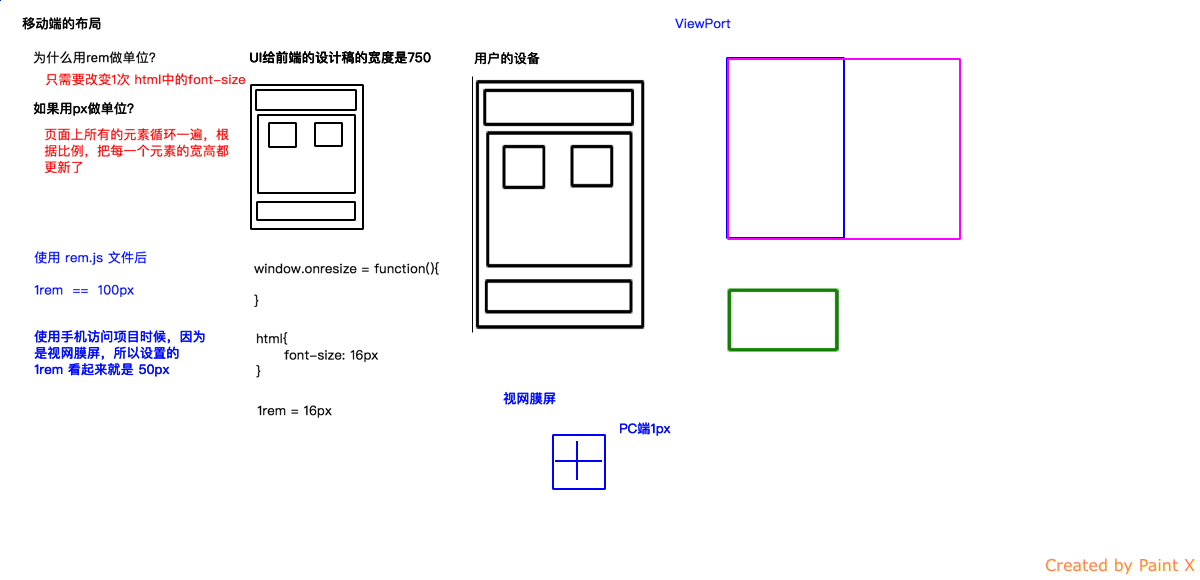 移动端的布局
为什么用rem做单位?
只需要改变1次 html中的font-size
如果用px做单位?
页面上所有的元素循环一遍，根
据比例，把每一个元素的宽高都
更新了
使用 rem.js 文件后
1rem == 100px
使用手机访问项目时候，因为
是视网膜屏，所以设置的
1rem 看起来就是 50px
UI给前端的设计稿的宽度是750
window.onresize = function(){
}
html{
font-size: 16px
}
1rem = 16px
用户的设备
视网膜屏
PC端1px
ViewPort
Created by Paint X